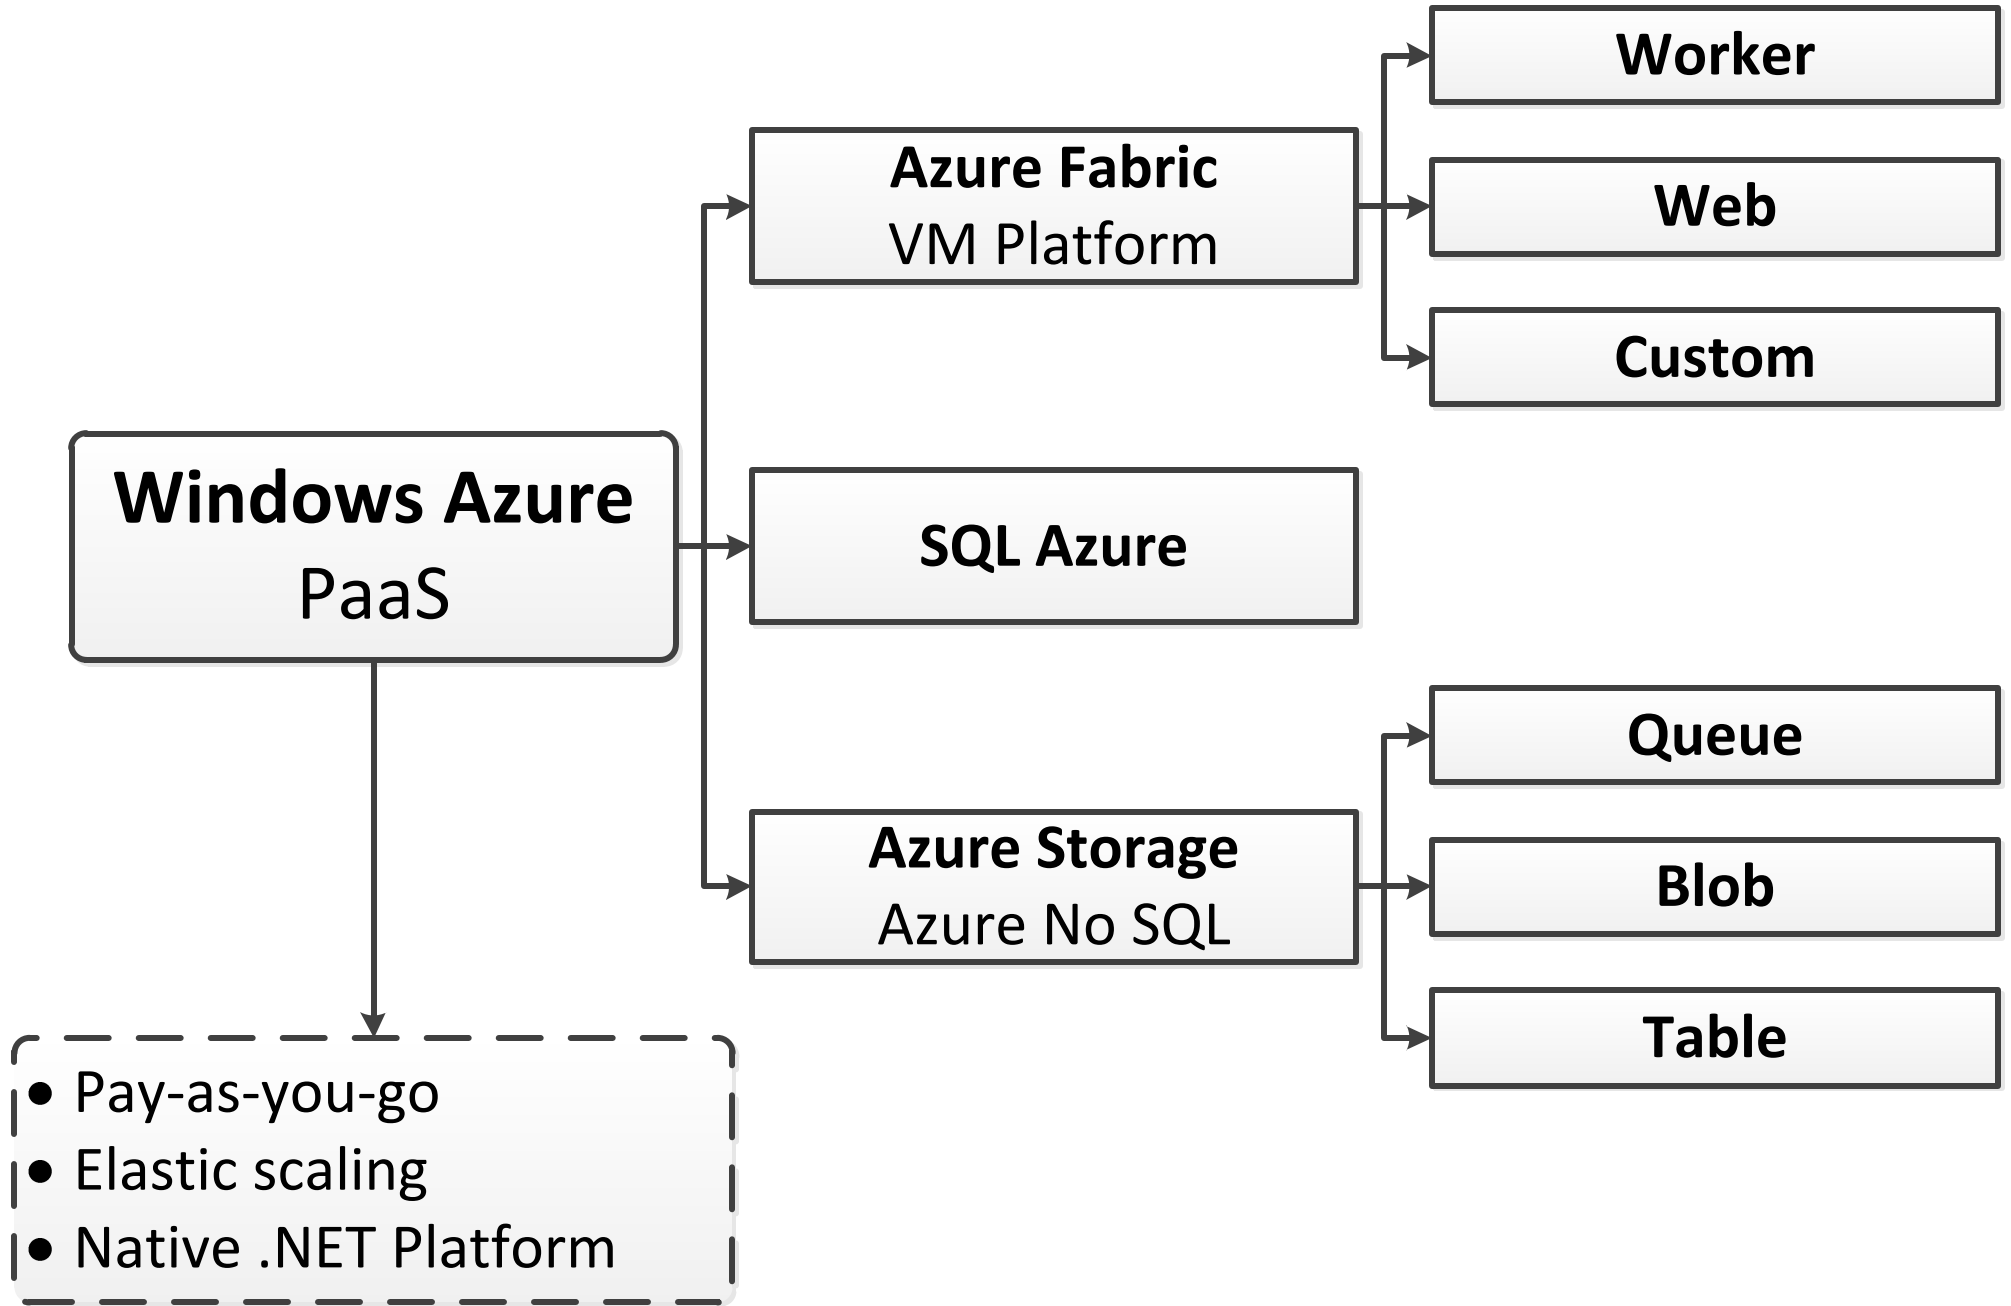 Windows Azure
PaaS
● Pay-as-you-go
● Elastic scaling
● Native .NET Platform
Azure Fabric
VM Platform
SQL Azure
Azure Storage
Azure No SQL
Worker
Web
Custom
Queue
Blob
Table